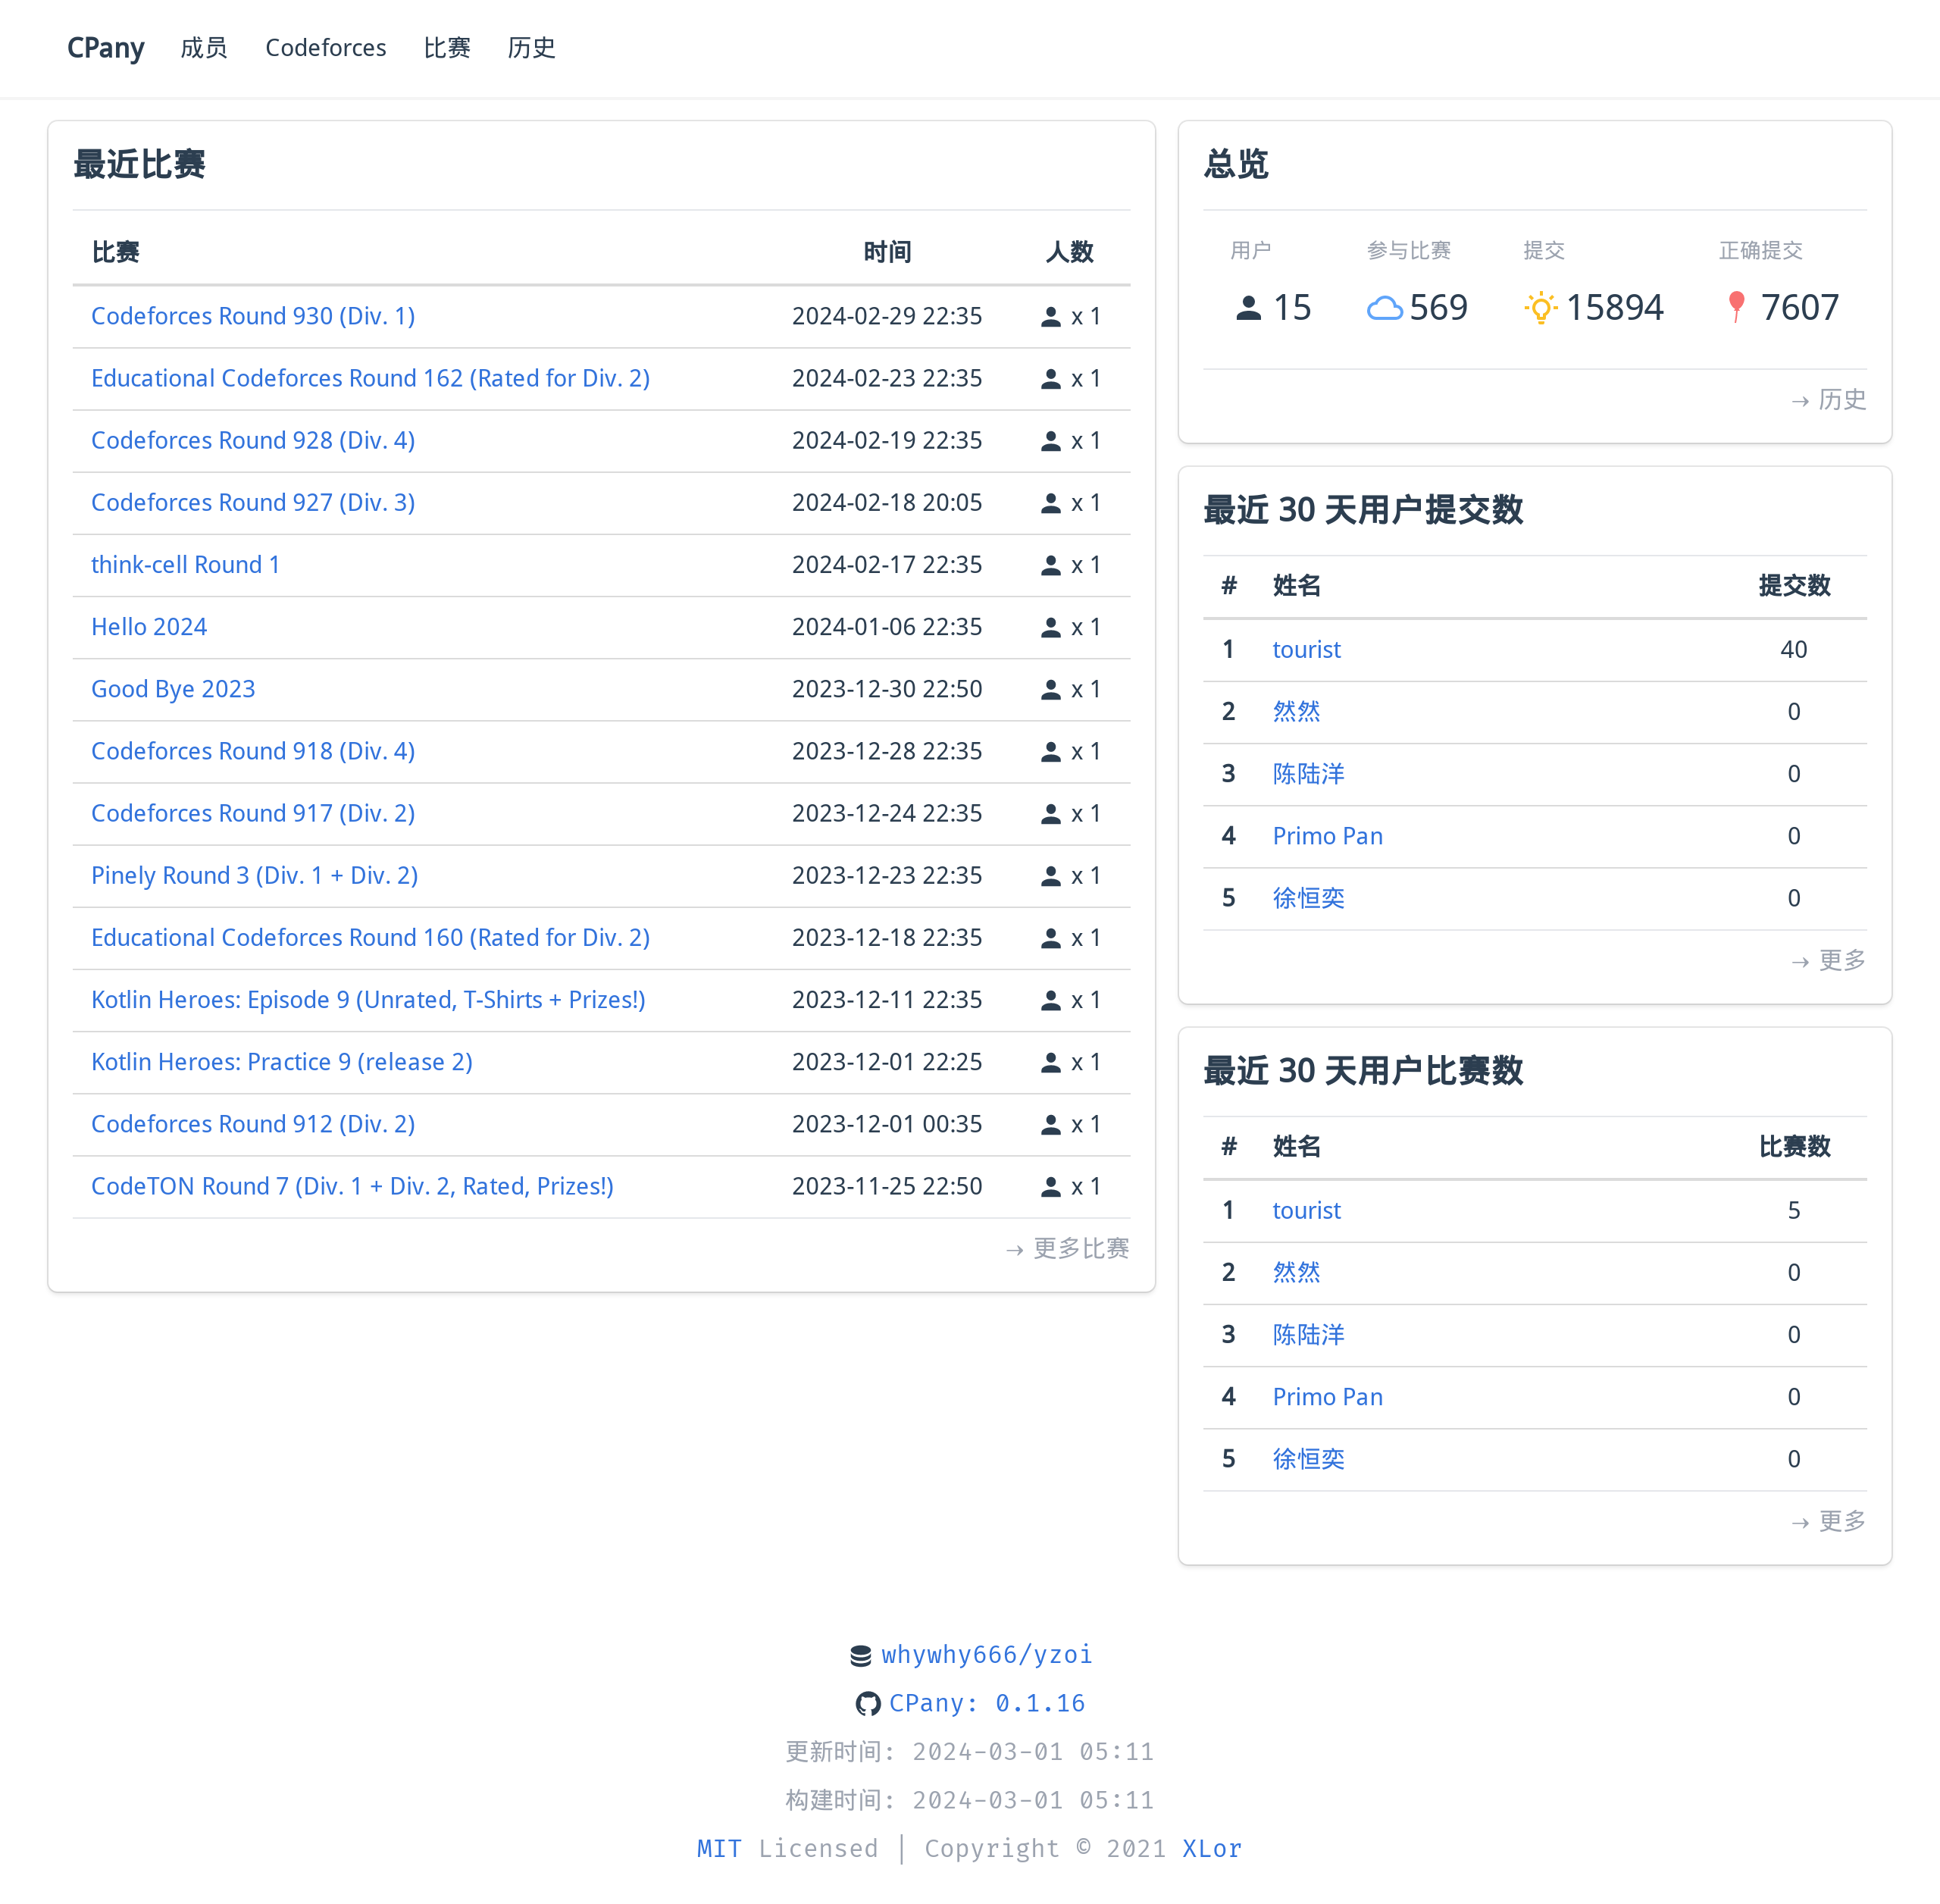 CPany 成员 Codeforces 比赛 历史
最近比赛
比赛 时间 人数
Codeforces Round 930 (Div. 1) 2024-02-29 22:35 x 1
Educational Codeforces Round 162 (Rated for Div. 2) 2024-02-23 22:35 x 1
Codeforces Round 928 (Div. 4) 2024-02-19 22:35 x 1
Codeforces Round 927 (Div. 3) 2024-02-18 20:05 x 1
think-cell Round 1 2024-02-17 22:35 x 1
Hello 2024 2024-01-06 22:35 x 1
Good Bye 2023 2023-12-30 22:50 x 1
Codeforces Round 918 (Div. 4) 2023-12-28 22:35 x 1
Codeforces Round 917 (Div. 2) 2023-12-24 22:35 x 1
Pinely Round 3 (Div. 1 + Div. 2) 2023-12-23 22:35 x 1
Educational Codeforces Round 160 (Rated for Div. 2) 2023-12-18 22:35 x 1
Kotlin Heroes: Episode 9 (Unrated, T-Shirts + Prizes!) 2023-12-11 22:35 x 1
Kotlin Heroes: Practice 9 (release 2) 2023-12-01 22:25 x 1
Codeforces Round 912 (Div. 2) 2023-12-01 00:35 x 1
CodeTON Round 7 (Div. 1 + Div. 2, Rated, Prizes!) 2023-11-25 22:50 x 1
→ 更多比赛
总览
用户 参与比赛 提交 正确提交
15 569 15894 7607
→ 历史
最近 30 天用户提交数
# 姓名 提交数
1 tourist 40
2 然然 0
3 陈陆洋 0
4 Primo Pan 0
5 徐恒奕 0
→ 更多
最近 30 天用户比赛数
# 姓名 比赛数
1 tourist 5
2 然然 0
3 陈陆洋 0
4 Primo Pan 0
5 徐恒奕 0
→ 更多
whywhy666/yzoi
CPany: 0.1.16
更新时间: 2024-03-01 05:11
构建时间: 2024-03-01 05:11
MIT Licensed | Copyright © 2021 XLor